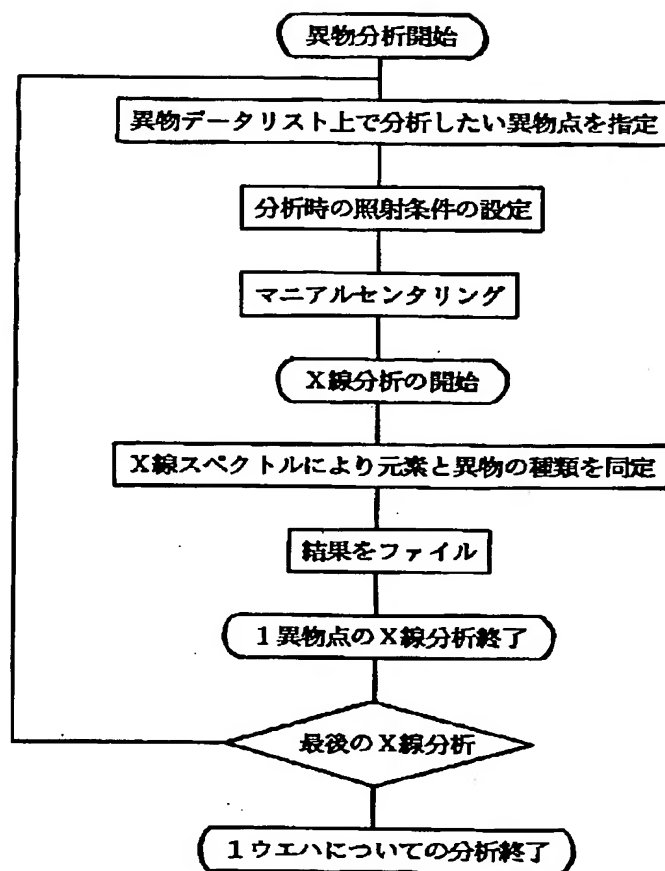 異物分析開始
異物データリスト上で分析したい異物点を指定
分析時の照射条件の設定
マニアルセンタリング
X線分析の開始
X線スペクトルにより元素と異物の種類を同定
結果をファイル
1異物点のX線分析終了
最後のX線分析
1ウエハについての分析終了